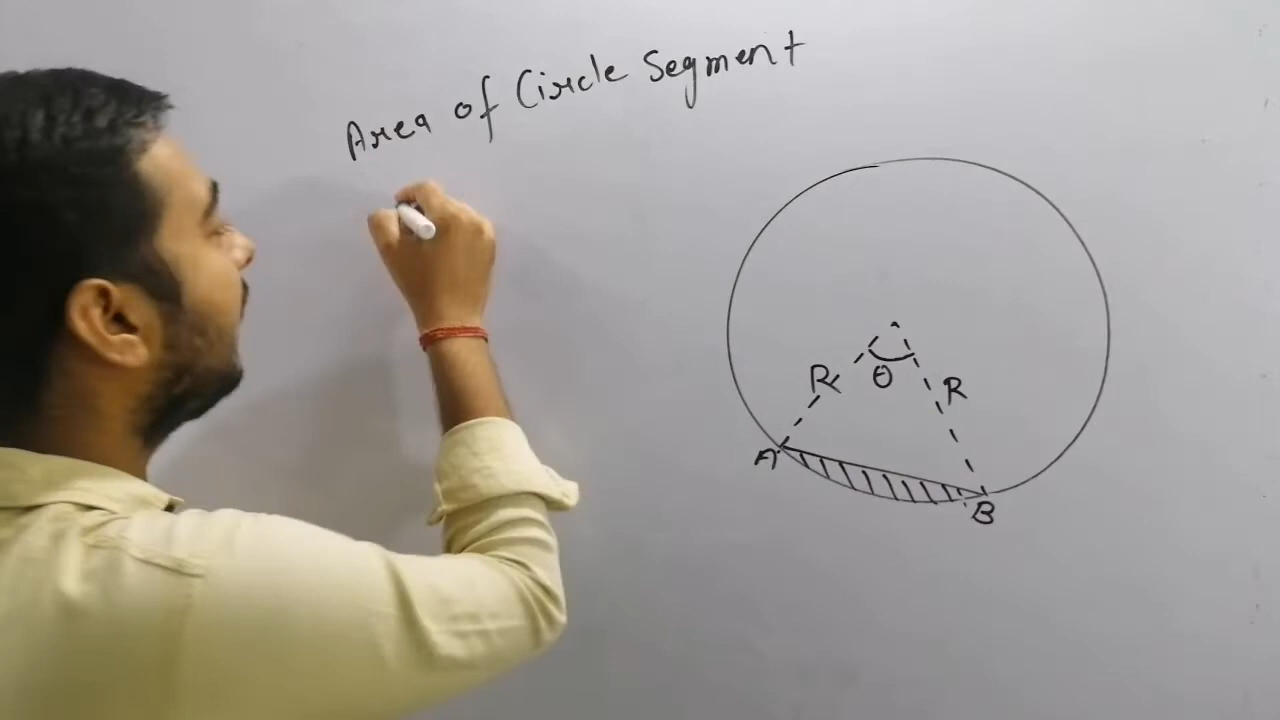 Area of Circle Segment
R θ R
A
B